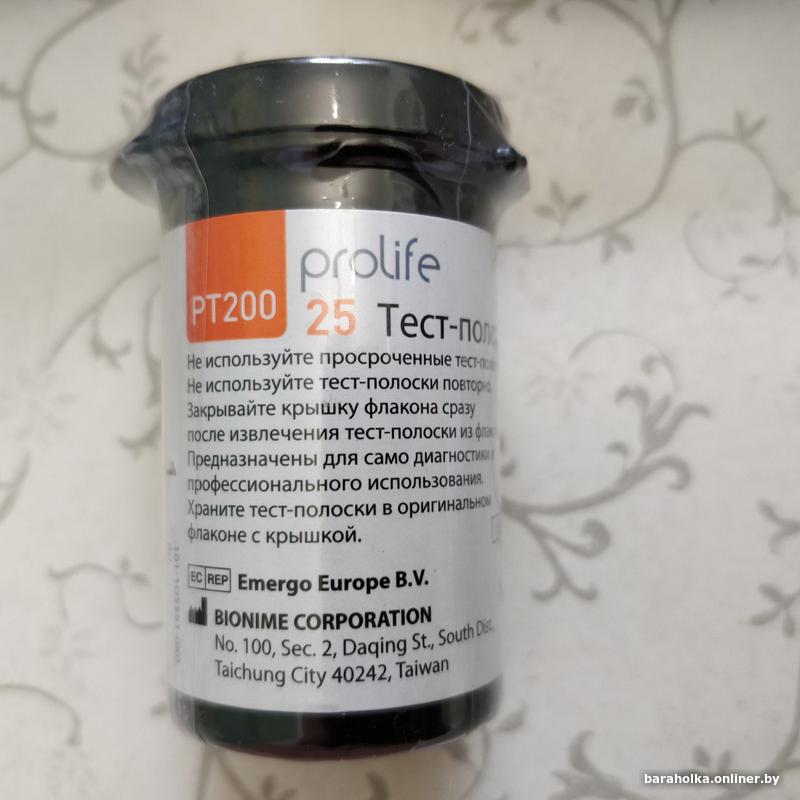 prolife
PT200
25
Не используйте просроченные
Не используйте тест-полоски
Закрывайте крышку флакона сразу
после извлечения тест-полоски из
Предназначены для само диагностики и
профессионального использования.
Храните тест-полоски в оригинальном
флаконе с крышкой.
EC REP Emergo Europe B.V.
BIONIME CORPORATION
No. 100, Sec. 2, Daqing St., South Dist.,
Taichung City 40242, Taiwan
baraholka.onliner.by